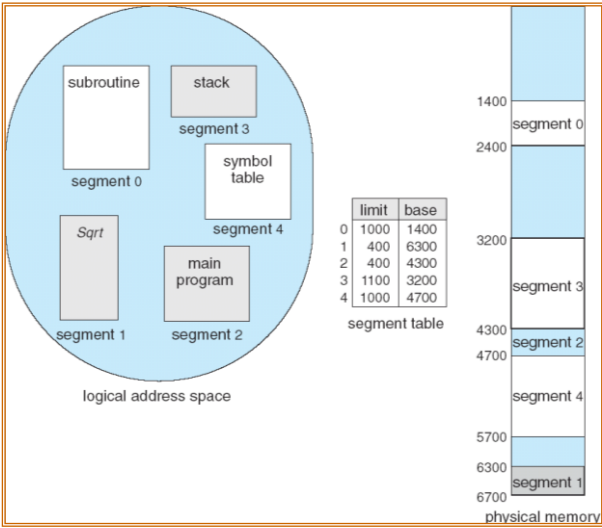 subroutine
segment 0
stack
segment 3
symbol
table
segment 4
Sqrt
segment 1
main
program
segment 2
logical address space
limit base
0 1000 1400
1 400 6300
2 400 4300
3 1100 3200
4 1000 4700
segment table
1400
segment 0
2400
3200
segment 3
4300
segment 2
4700
segment 4
5700
6300
segment 1
6700
physical memory